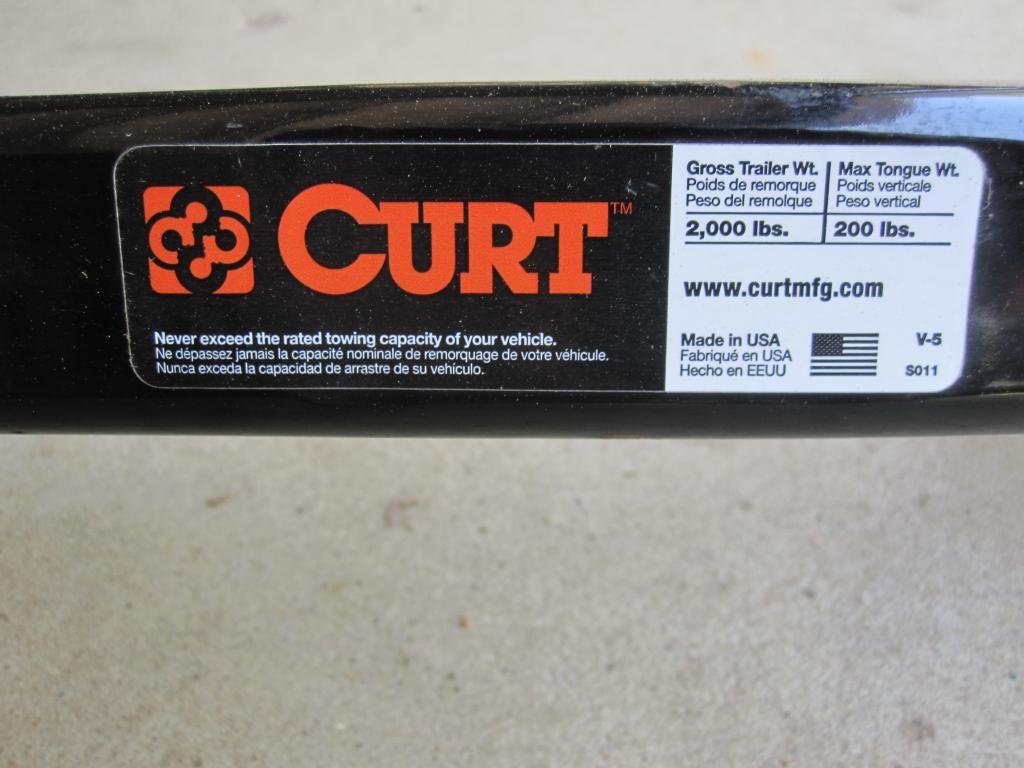 CURT™
Never exceed the rated towing capacity of your vehicle.
Ne dépassez jamais la capacité nominale de remorquage de votre véhicule.
Nunca exceda la capacidad de arrastre de su vehículo.
Gross Trailer Wt.
Poids de remorque
Peso del remolque
2,000 lbs.
Max Tongue Wt.
Poids verticale
Peso vertical
200 lbs.
www.curtmfg.com
Made in USA
Fabriqué en USA
Hecho en EEUU
V-5
S011